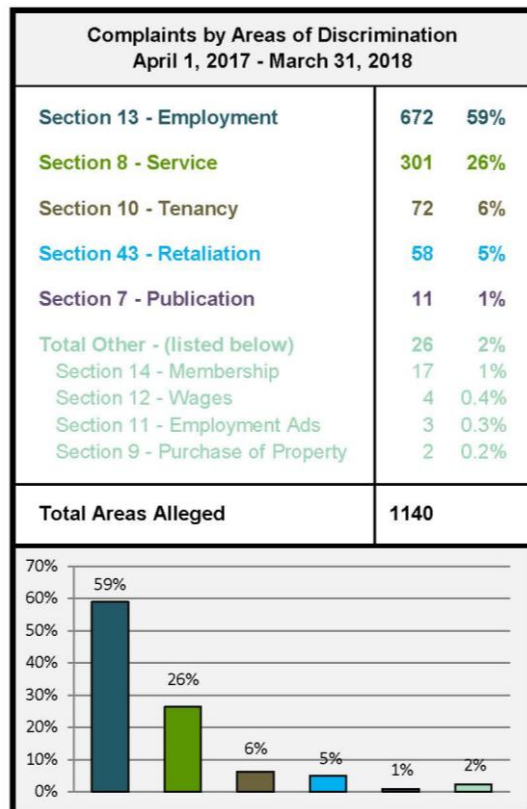 Complaints by Areas of Discrimination
April 1, 2017 - March 31, 2018
Section 13 - Employment 672 59%
Section 8 - Service 301 26%
Section 10 - Tenancy 72 6%
Section 43 - Retaliation 58 5%
Section 7 - Publication 11 1%
Total Other - (listed below) 26 2%
Section 14 - Membership 17 1%
Section 12 - Wages 4 0.4%
Section 11 - Employment Ads 3 0.3%
Section 9 - Purchase of Property 2 0.2%
Total Areas Alleged 1140
70%
60%
50%
40%
30%
20%
10%
0%
59%
26%
6%
5%
1%
2%